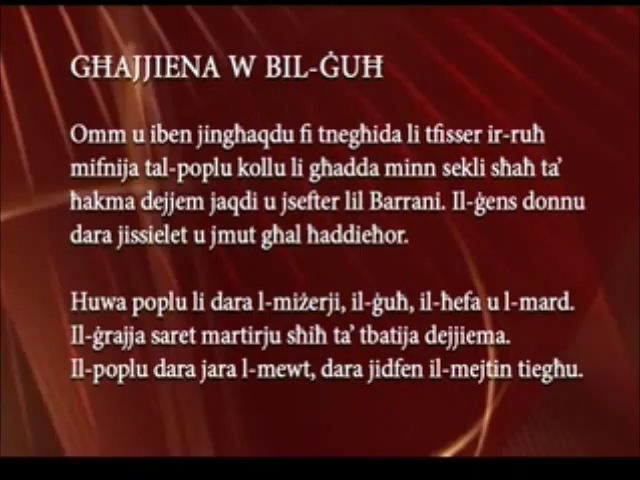 GĦAJJIENA W BIL-ĠUĦ
Omm u iben jingħaqdu fi tnegħida li tfisser ir-ruħ
mifnija tal-poplu kollu li għadda minn sekli sħaħ ta’
ħakma dejjem jaqdi u jsefter lil Barrani. Il-ġens donnu
dara jissielet u jmut għal ħaddieħor.
Huwa poplu li dara l-miżerji, il-ġuħ, il-ħefa u l-mard.
Il-ġrajja saret martirju sħiħ ta’ tbatija dejjiema.
Il-poplu dara jara l-mewt, dara jidfen il-mejtin tiegħu.